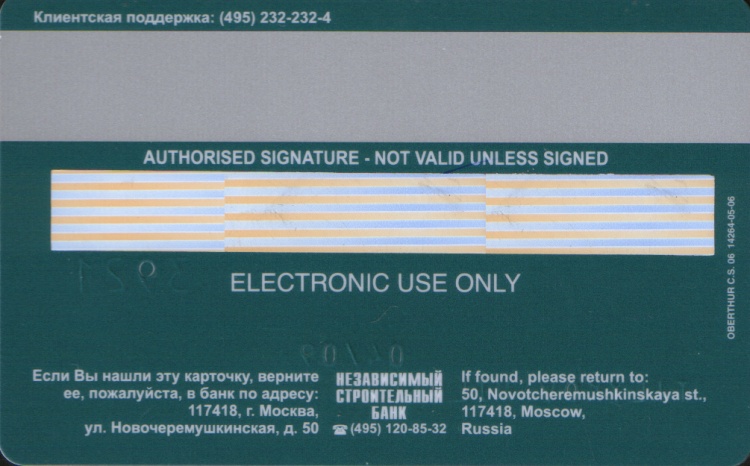 Клиентская поддержка: (495) 232-232-4
AUTHORISED SIGNATURE - NOT VALID UNLESS SIGNED
ELECTRONIC USE ONLY
OBERTHUR C.S. 06 14264-05-06
Если Вы нашли эту карточку, верните
ее, пожалуйста, в банк по адресу:
117418, г. Москва,
ул. Новочеремушкинская, д. 50
НЕЗАВИСИМЫЙ
СТРОИТЕЛЬНЫЙ
БАНК
☎ (495) 120-85-32
If found, please return to:
50, Novotcheremushkinskaya st.,
117418, Moscow,
Russia